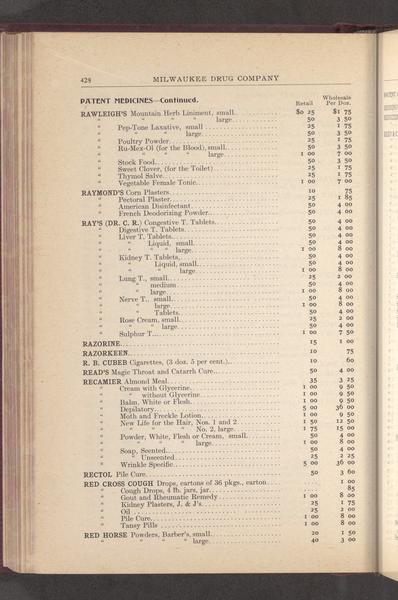 428 MILWAUKEE DRUG COMPANY
PATENT MEDICINES—Continued. Retail Wholesale Per Doz.
RAWLEIGH'S Mountain Herb Liniment, small $0 25 $1 75
" " " " large 50 3 50
" Pep-Tone Laxative, small 25 1 75
" " " large 50 3 50
" Poultry Powder 25 1 75
" Ru-Mex-Ol (for the Blood), small 50 3 50
" " " " large 1 00 7 00
" Stock Food 50 3 50
" Sweet Clover, (for the Toilet) 25 1 75
" Thymol Salve 25 1 75
" Vegetable Female Tonic 1 00 7 00
RAYMOND'S Corn Plasters 10 75
" Pectoral Plaster 25 1 85
" American Disinfectant 50 4 00
" French Deodorizing Powder 50 4 00
RAY'S (DR. C. R.) Congestive T. Tablets 50 4 00
" Digestive T. Tablets 50 4 00
" Liver T. Tablets 50 4 00
" " Liquid, small 50 4 00
" " " large 1 00 8 00
" Kidney T. Tablets 50 4 00
" " Liquid, small 50 4 00
" " " large 1 00 8 00
" Lung T., small 25 2 00
" " medium 50 4 00
" " large 1 00 8 00
" Nerve T., small 50 4 00
" " large 1 00 8 00
" " Tablets 50 4 00
" Rose Cream, small 25 2 00
" " " large 50 4 00
" Sulphur T. 1 00 7 50
RAZORINE 15 1 00
RAZORKEEN 10 75
R. B. CUBEB Cigarettes, (3 doz. 5 per cent.) 10 60
READ'S Magic Throat and Catarrh Cure 50 4 00
RECAMIER Almond Meal 35 3 25
" Cream with Glycerine 1 00 9 50
" " without Glycerine 1 00 9 50
" Balm, White or Flesh 1 00 9 50
" Depilatory 5 00 36 00
" Moth and Freckle Lotion 1 00 9 50
" New Life for the Hair, Nos. 1 and 2 1 50 12 50
" " " No. 2, large 1 75 15 00
" Powder, White, Flesh or Cream, small 50 4 00
" " " " large 1 00 8 00
" Soap, Scented 50 4 00
" " Unscented 25 2 25
" Wrinkle Specific 5 00 36 00
RECTOL Pile Cure 50 3 60
RED CROSS COUGH Drops, cartons of 36 pkgs., carton 1 00
" Cough Drops, 4 lb. jars, jar 85
" Gout and Rheumatic Remedy 1 00 8 00
" Kidney Plasters, J. & J's 25 1 75
" Oil 25 2 00
" Pile Cure 1 00 8 00
" Tansy Pills 1 00 8 00
RED HORSE Powders, Barber's, small 20 1 50
" " " " large 40 3 00